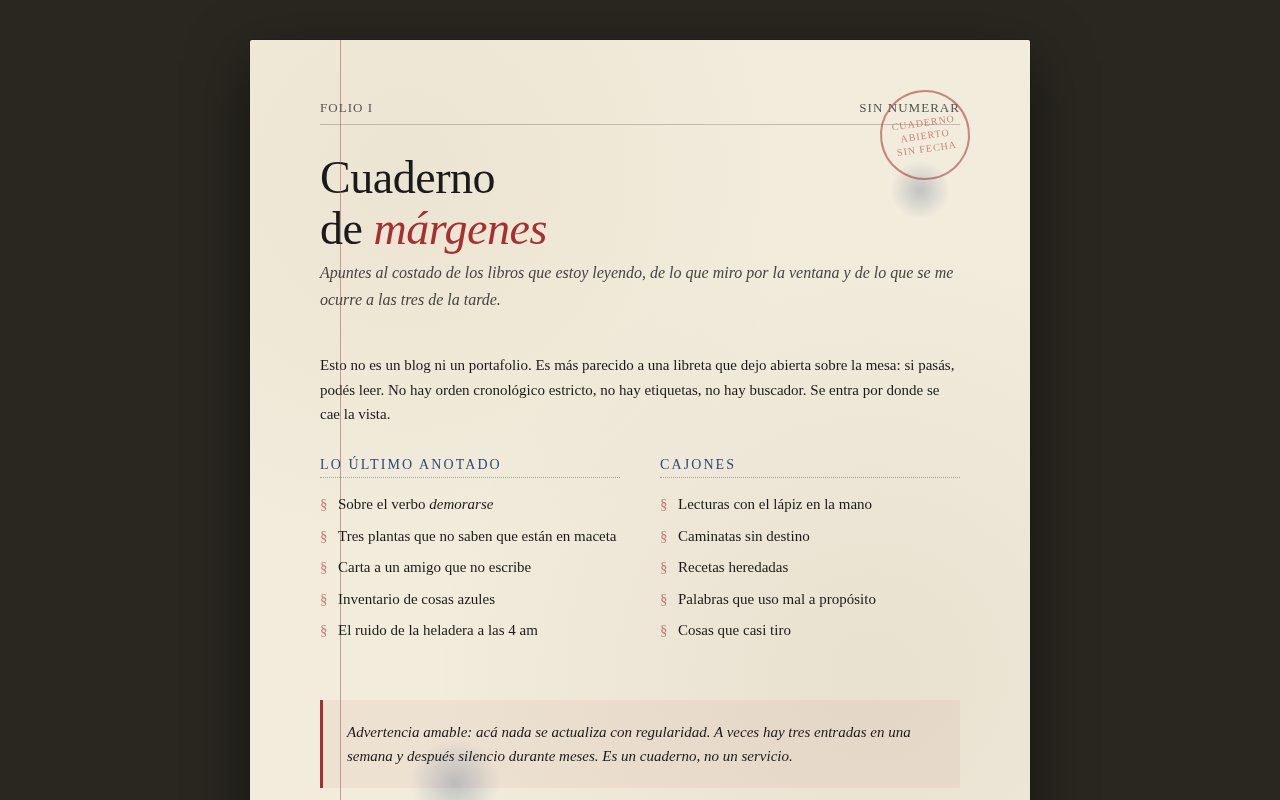 FOLIO I
SIN NUMERAR
CUADERNO
ABIERTO
SIN FECHA
Cuaderno
de márgenes
Apuntes al costado de los libros que estoy leyendo, de lo que miro por la ventana y de lo que se me
ocurre a las tres de la tarde.
Esto no es un blog ni un portafolio. Es más parecido a una libreta que dejo abierta sobre la mesa: si pasás,
podés leer. No hay orden cronológico estricto, no hay etiquetas, no hay buscador. Se entra por donde se
cae la vista.
LO ÚLTIMO ANOTADO
§ Sobre el verbo demorarse
§ Tres plantas que no saben que están en maceta
§ Carta a un amigo que no escribe
§ Inventario de cosas azules
§ El ruido de la heladera a las 4 am
CAJONES
§ Lecturas con el lápiz en la mano
§ Caminatas sin destino
§ Recetas heredadas
§ Palabras que uso mal a propósito
§ Cosas que casi tiro
Advertencia amable: acá nada se actualiza con regularidad. A veces hay tres entradas en una
semana y después silencio durante meses. Es un cuaderno, no un servicio.